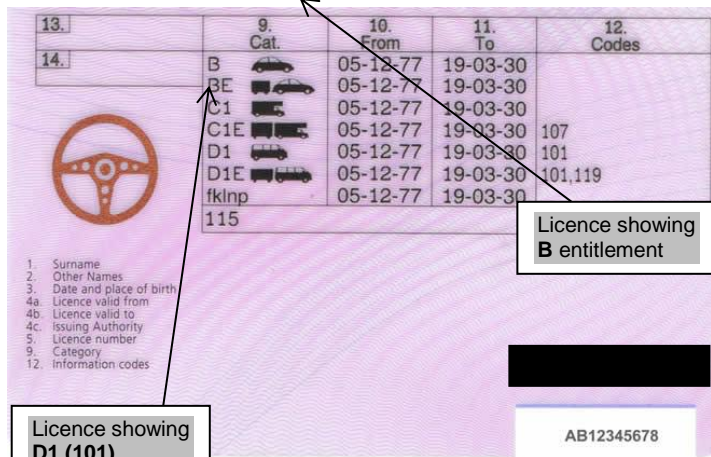 13. 9. Cat. 10. From 11. To 12. Codes
14.
B 05-12-77 19-03-30
BE 05-12-77 19-03-30
C1 05-12-77 19-03-30
C1E 05-12-77 19-03-30 107
D1 05-12-77 19-03-30 101
D1E 05-12-77 19-03-30 101,119
fklnp 05-12-77 19-03-30
115
Licence showing
B entitlement
1. Surname
2. Other Names
3. Date and place of birth
4a. Licence valid from
4b. Licence valid to
4c. Issuing Authority
5. Licence number
9. Category
12. Information codes
Licence showing
D1 (101)
AB12345678